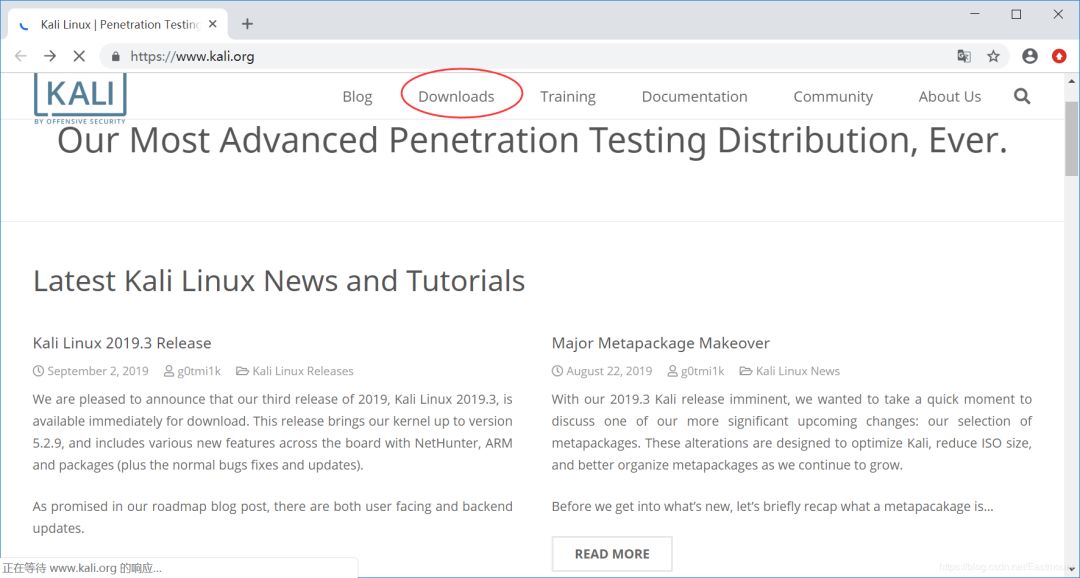 Kali Linux | Penetration Testing
https://www.kali.org
KALI
BY OFFENSIVE SECURITY
Blog Downloads Training Documentation Community About Us
Our Most Advanced Penetration Testing Distribution, Ever.
Latest Kali Linux News and Tutorials
Kali Linux 2019.3 Release
September 2, 2019 g0tmi1k Kali Linux Releases
We are pleased to announce that our third release of 2019, Kali Linux 2019.3, is
available immediately for download. This release brings our kernel up to version
5.2.9, and includes various new features across the board with NetHunter, ARM
and packages (plus the normal bugs fixes and updates).
As promised in our roadmap blog post, there are both user facing and backend
updates.
Major Metapackage Makeover
August 22, 2019 g0tmi1k Kali Linux News
With our 2019.3 Kali release imminent, we wanted to take a quick moment to
discuss one of our more significant upcoming changes: our selection of
metapackages. These alterations are designed to optimize Kali, reduce ISO size,
and better organize metapackages as we continue to grow.
Before we get into what's new, let's briefly recap what a metapacakage is...
READ MORE
正在等待 www.kali.org 的响应...